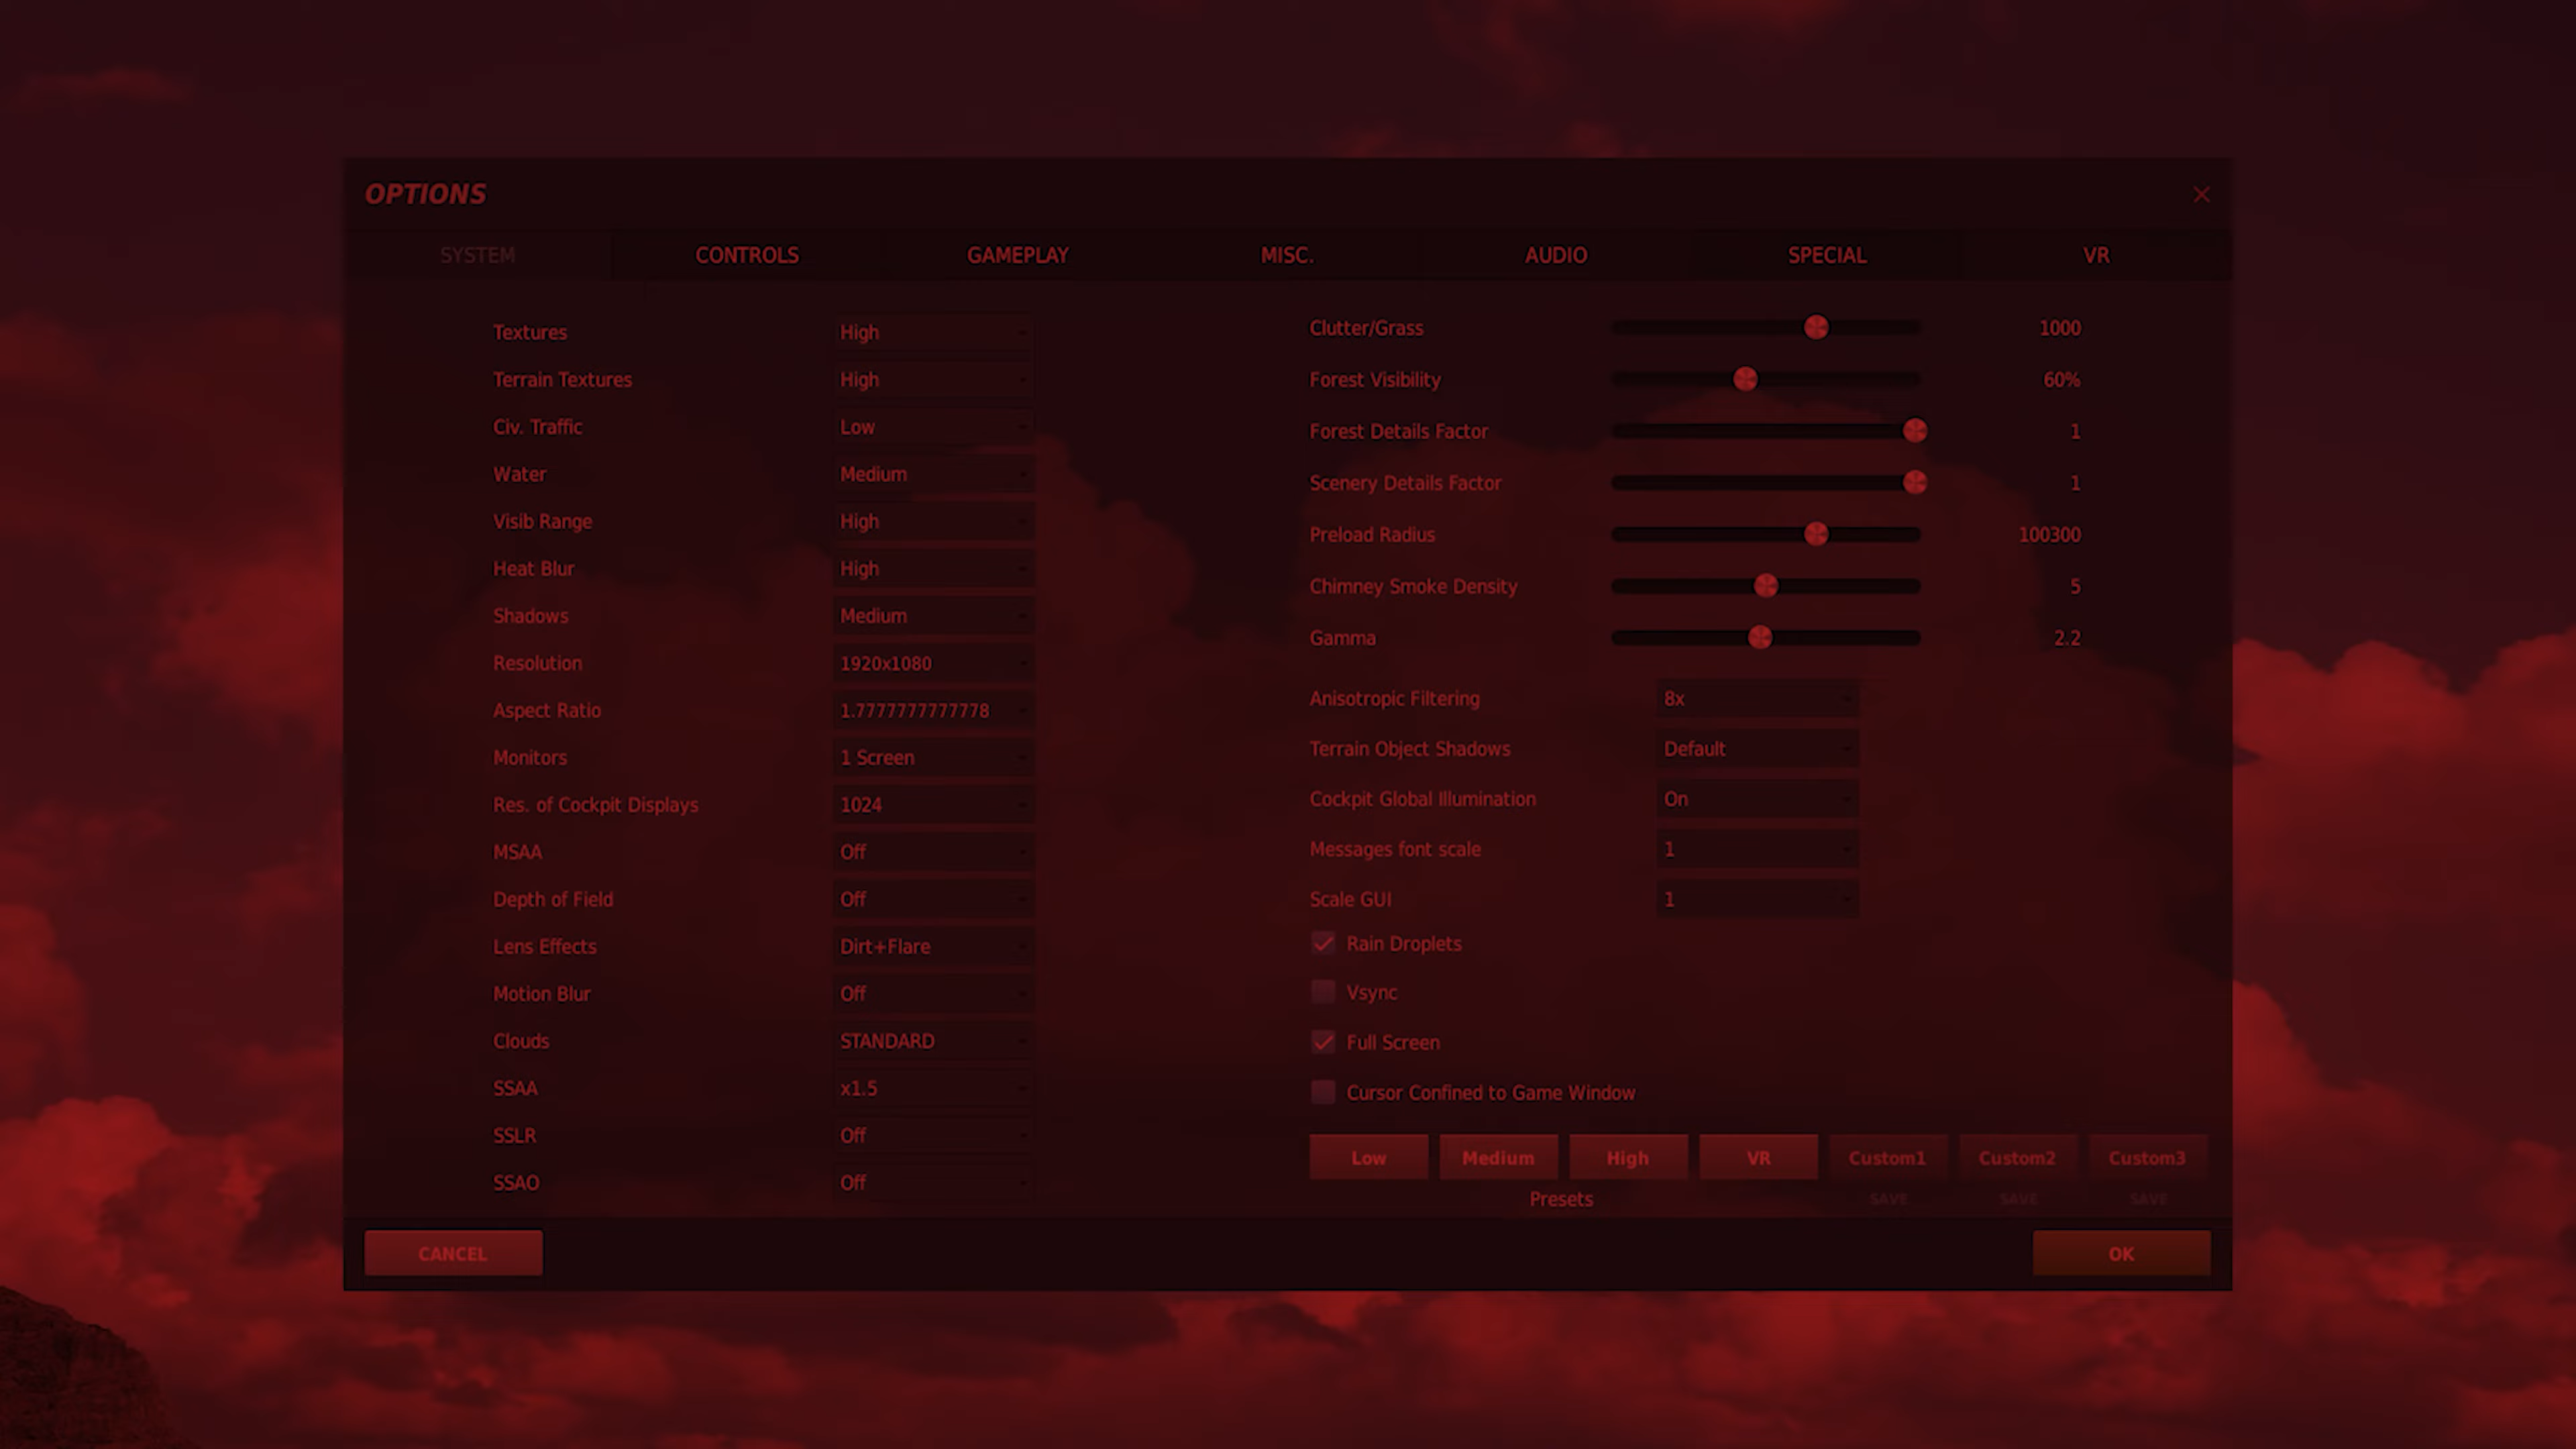 OPTIONS
SYSTEM CONTROLS GAMEPLAY MISC. AUDIO SPECIAL VR
Textures High
Terrain Textures High
Civ. Traffic Low
Water Medium
Visib Range High
Heat Blur High
Shadows Medium
Resolution 1920x1080
Aspect Ratio 1.7777777777778
Monitors 1 Screen
Res. of Cockpit Displays 1024
MSAA Off
Depth of Field Off
Lens Effects Dirt+Flare
Motion Blur Off
Clouds STANDARD
SSAA x1.5
SSLR Off
SSAO Off
Clutter/Grass 1000
Forest Visibility 60%
Forest Details Factor 1
Scenery Details Factor 1
Preload Radius 100300
Chimney Smoke Density 5
Gamma 2.2
Anisotropic Filtering 8x
Terrain Object Shadows Default
Cockpit Global Illumination On
Messages font scale 1
Scale GUI 1
Rain Droplets
Vsync
Full Screen
Cursor Confined to Game Window
Low Medium High VR Custom1 Custom2 Custom3
Presets SAVE SAVE SAVE
CANCEL OK